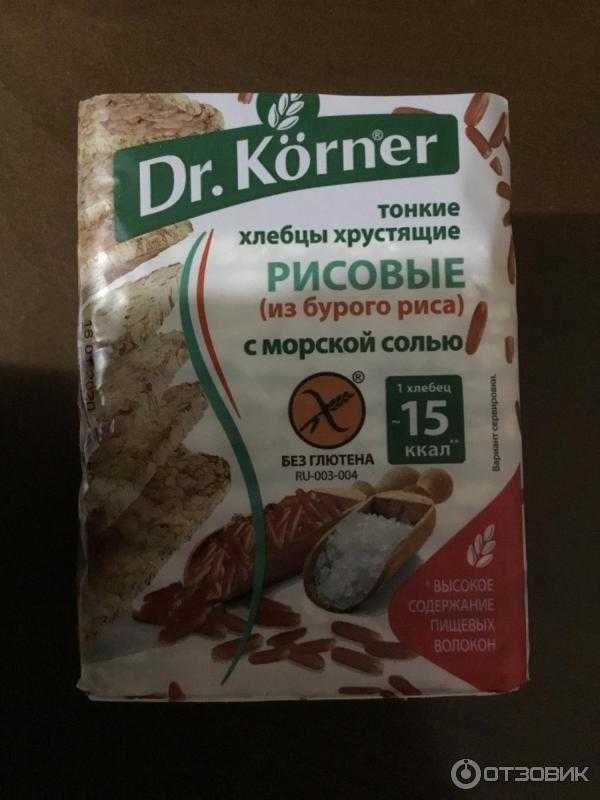 Dr. Körner®
тонкие
хлебцы хрустящие
РИСОВЫЕ
(из бурого риса)
с морской солью
®
1 хлебец
~15
ккал**
БЕЗ ГЛЮТЕНА
RU-003-004
Вариант сервировки.
* ВЫСОКОЕ
СОДЕРЖАНИЕ
ПИЩЕВЫХ
ВОЛОКОН
ОТЗОВИК